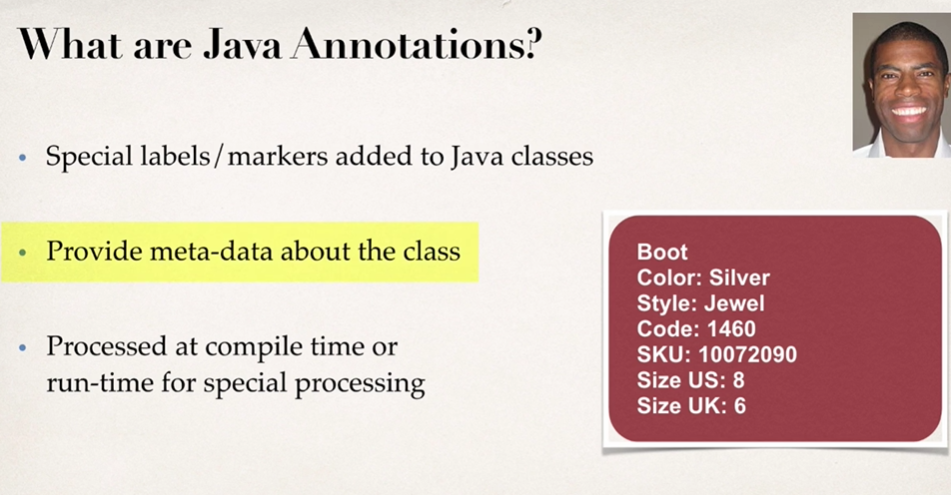 What are Java Annotations?
• Special labels/markers added to Java classes
• Provide meta-data about the class
• Processed at compile time or
run-time for special processing
Boot
Color: Silver
Style: Jewel
Code: 1460
SKU: 10072090
Size US: 8
Size UK: 6